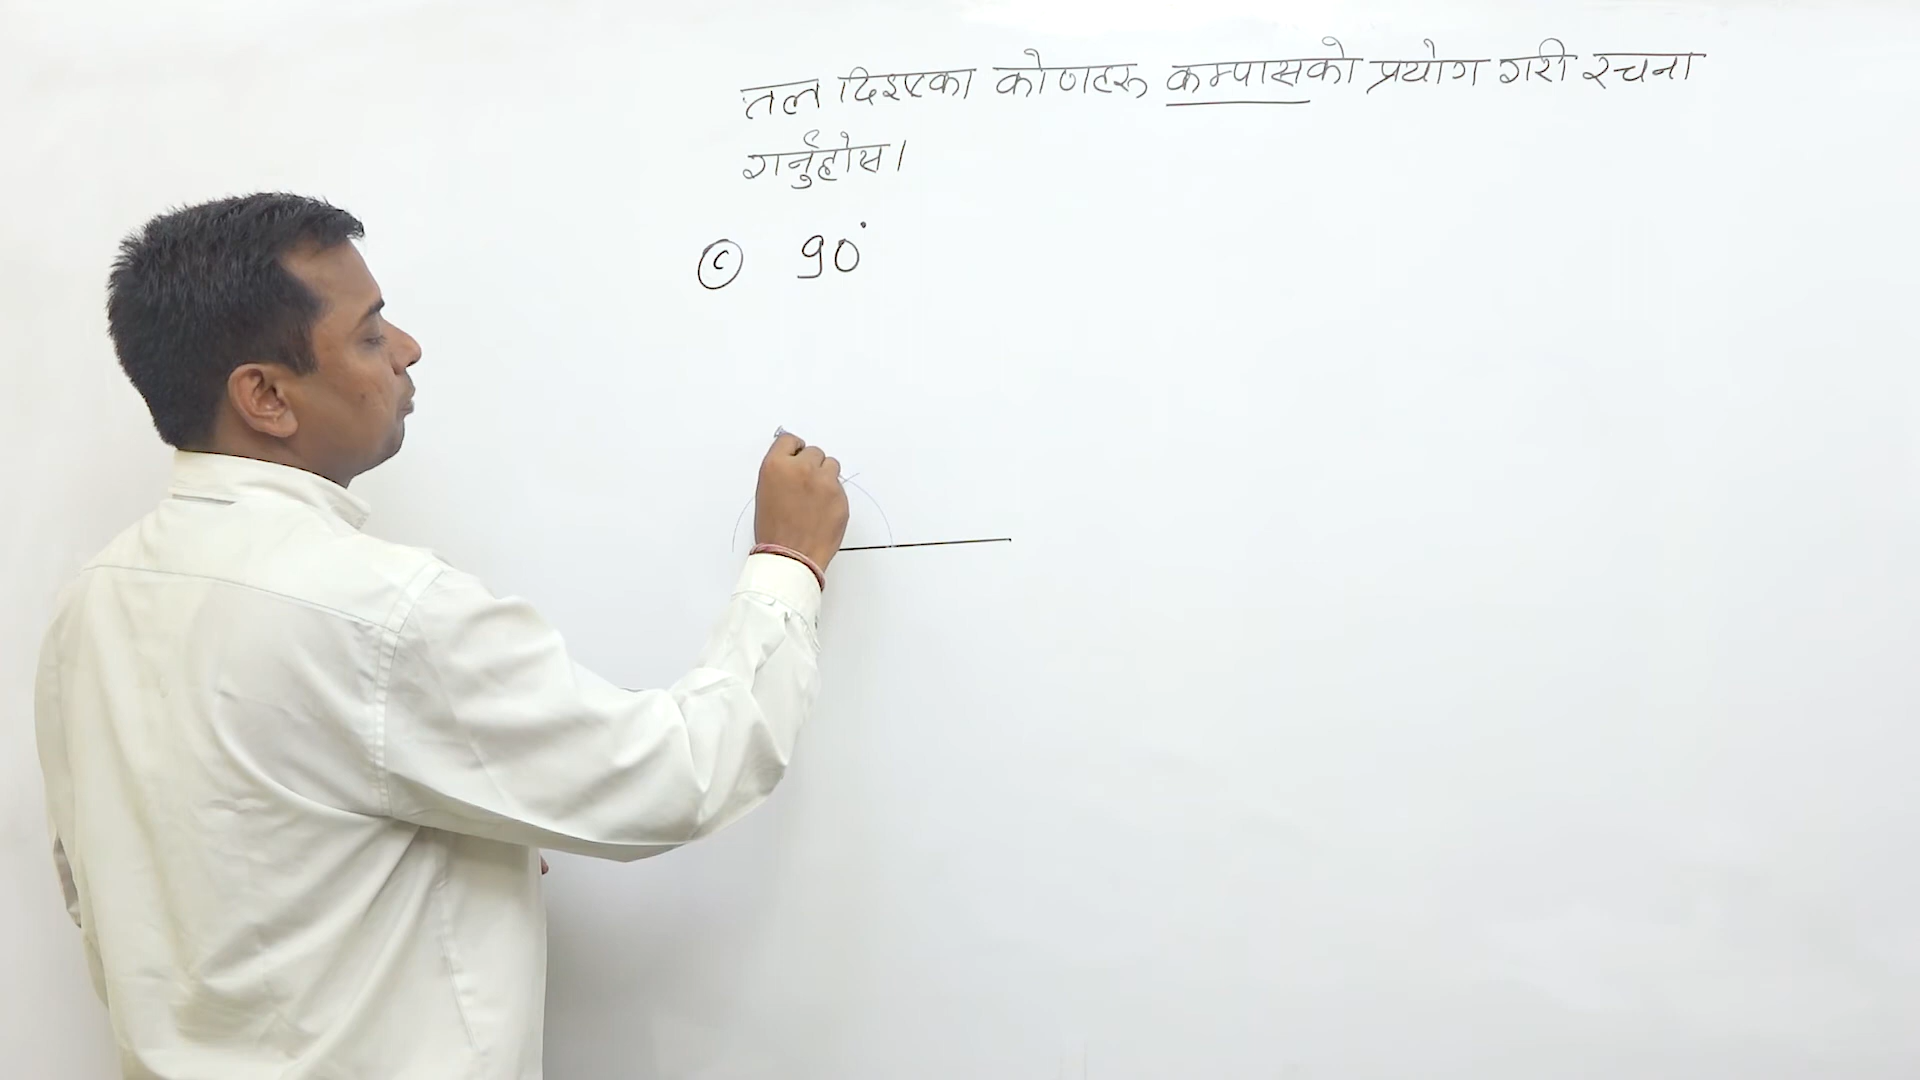 तल दिइएका कोणहरू कम्पासको प्रयोग गरी रचना
गर्नुहोस।
(c) 90°